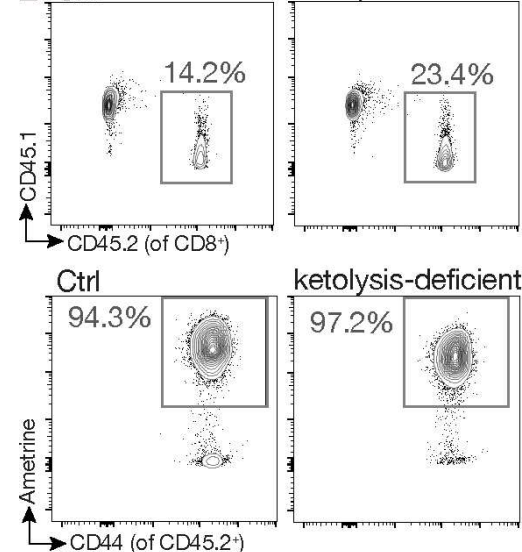 14.2%
23.4%
CD45.1
CD45.2 (of CD8⁺)
Ctrl
ketolysis-deficient
94.3%
97.2%
Ametrine
CD44 (of CD45.2⁺)